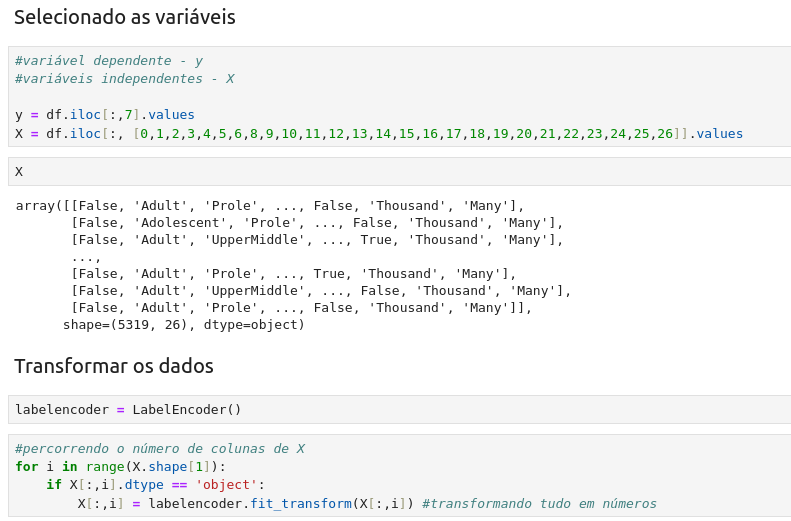 Selecionado as variáveis
#variável dependente - y
#variáveis independentes - X
y = df.iloc[:,7].values
X = df.iloc[:, [0,1,2,3,4,5,6,8,9,10,11,12,13,14,15,16,17,18,19,20,21,22,23,24,25,26]].values
X
array([[False, 'Adult', 'Prole', ..., False, 'Thousand', 'Many'],
       [False, 'Adolescent', 'Prole', ..., False, 'Thousand', 'Many'],
       [False, 'Adult', 'UpperMiddle', ..., True, 'Thousand', 'Many'],
       ...,
       [False, 'Adult', 'Prole', ..., True, 'Thousand', 'Many'],
       [False, 'Adult', 'UpperMiddle', ..., False, 'Thousand', 'Many'],
       [False, 'Adult', 'Prole', ..., False, 'Thousand', 'Many']],
      shape=(5319, 26), dtype=object)
Transformar os dados
labelencoder = LabelEncoder()
#percorrendo o número de colunas de X
for i in range(X.shape[1]):
    if X[:,i].dtype == 'object':
        X[:,i] = labelencoder.fit_transform(X[:,i]) #transformando tudo em números